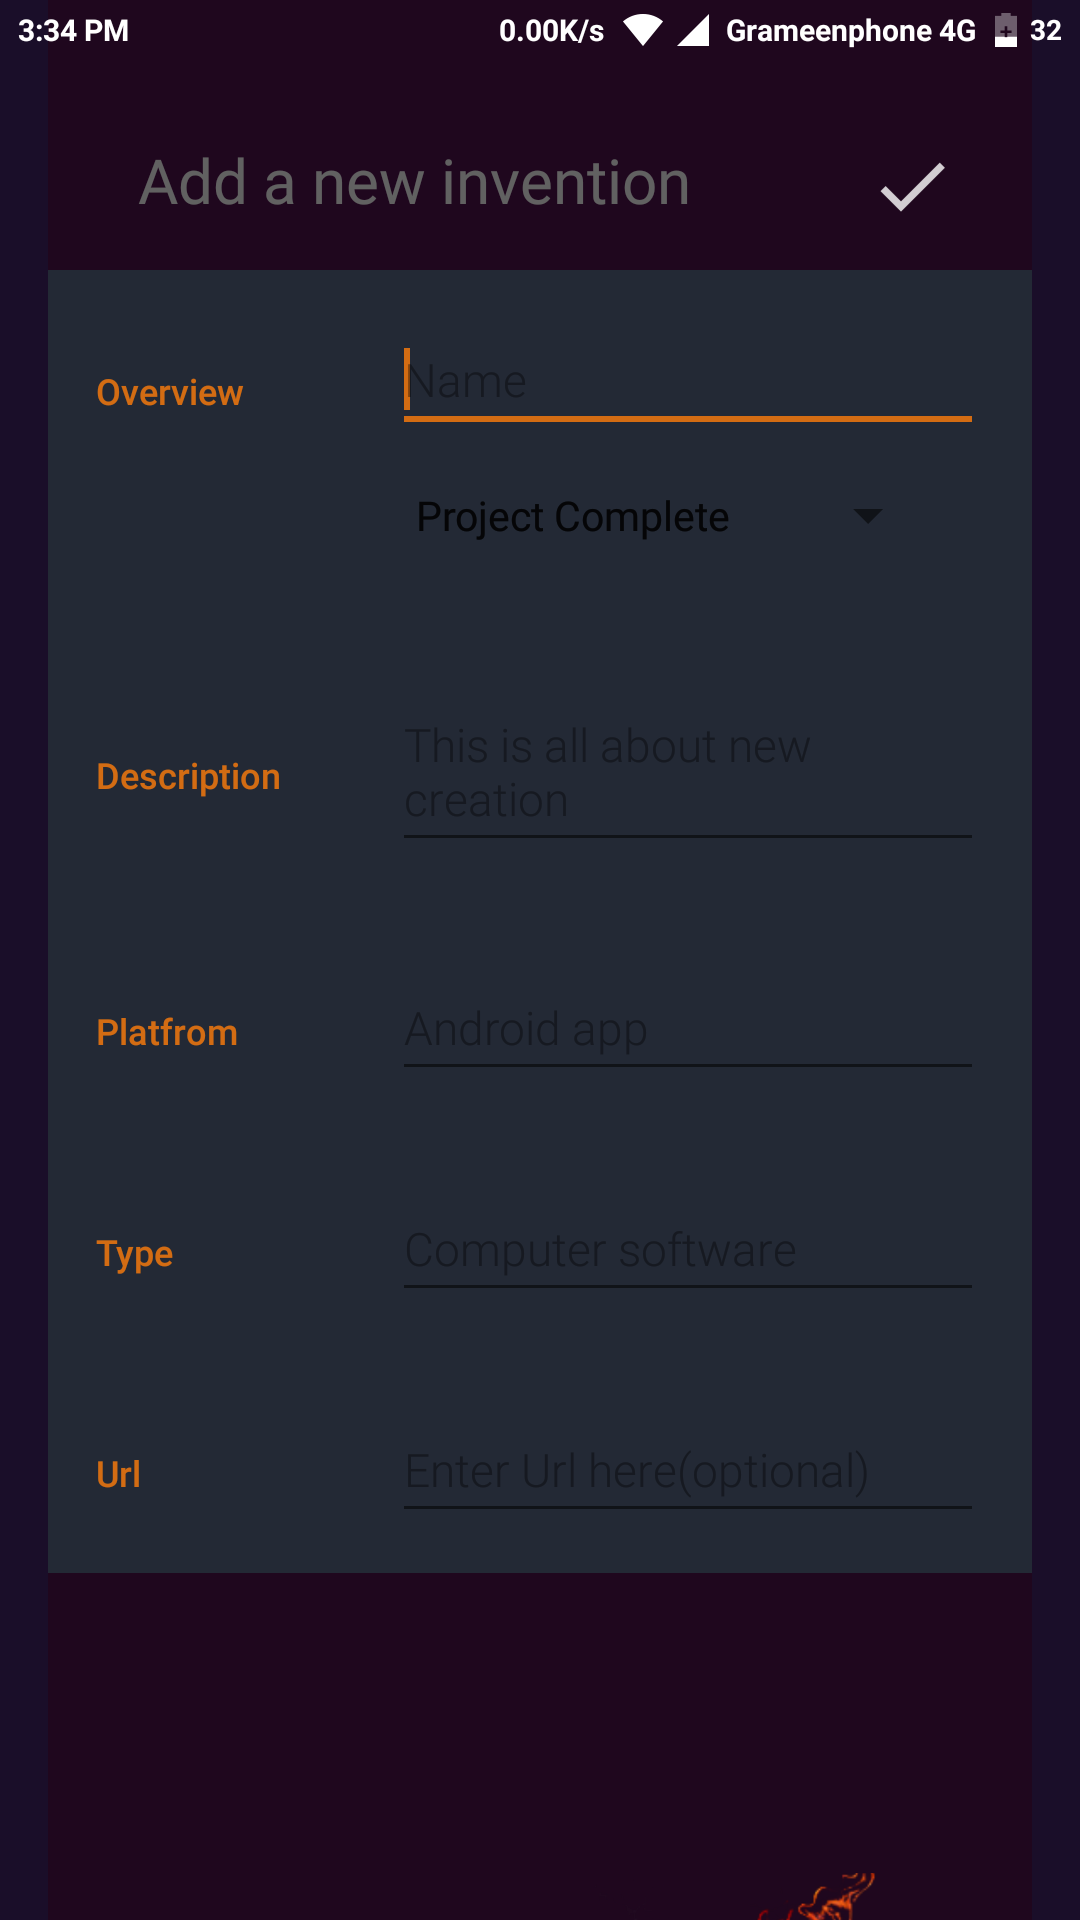 3:34 PM 0.00K/s Grameenphone 4G 32
Add a new invention
Overview Name
Project Complete
Description This is all about new
creation
Platfrom Android app
Type Computer software
Url Enter Url here(optional)